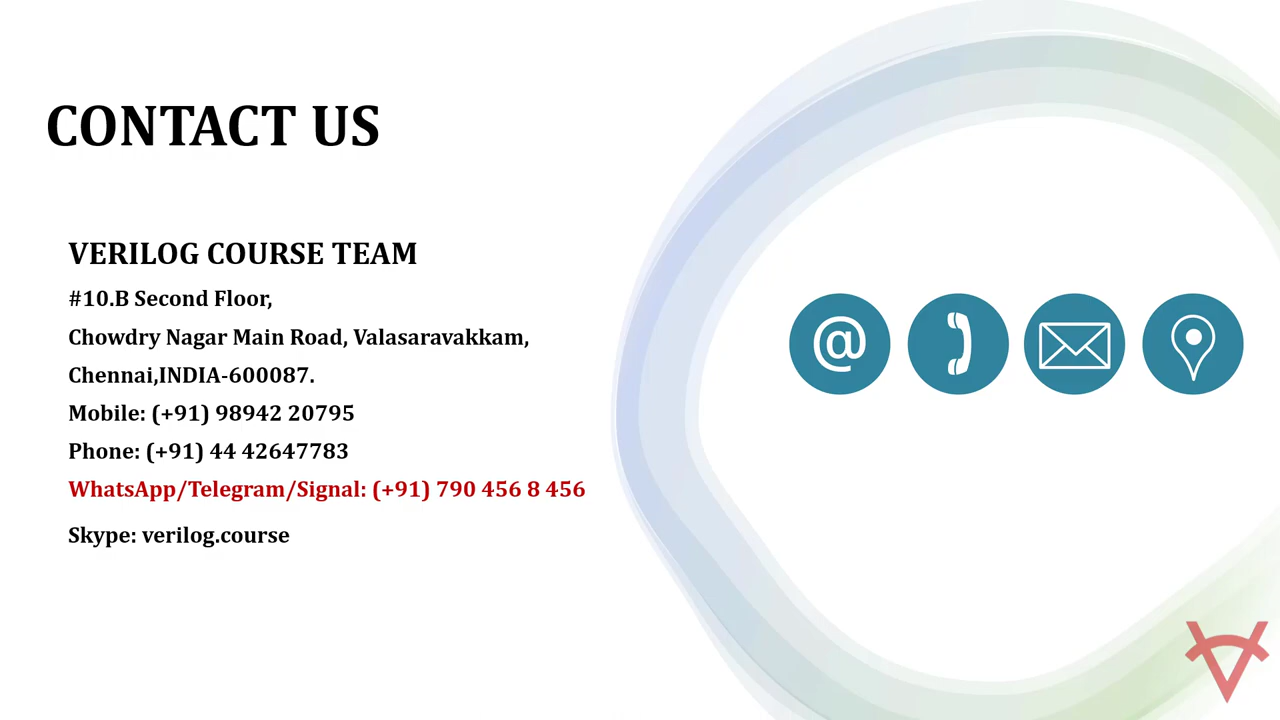 CONTACT US
VERILOG COURSE TEAM
#10.B Second Floor,
Chowdry Nagar Main Road, Valasaravakkam,
Chennai,INDIA-600087.
Mobile: (+91) 98942 20795
Phone: (+91) 44 42647783
WhatsApp/Telegram/Signal: (+91) 790 456 8 456
Skype: verilog.course